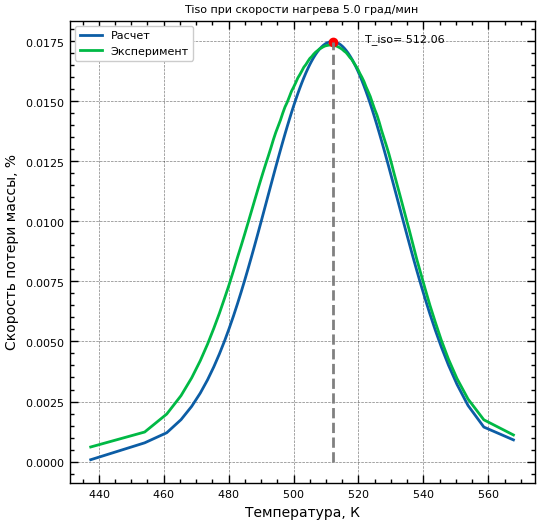 Tiso при скорости нагрева 5.0 град/мин
Расчет
Эксперимент
T_iso= 512.06
0.0175
0.0150
0.0125
0.0100
0.0075
0.0050
0.0025
0.0000
Скорость потери массы, %
440 460 480 500 520 540 560
Температура, К